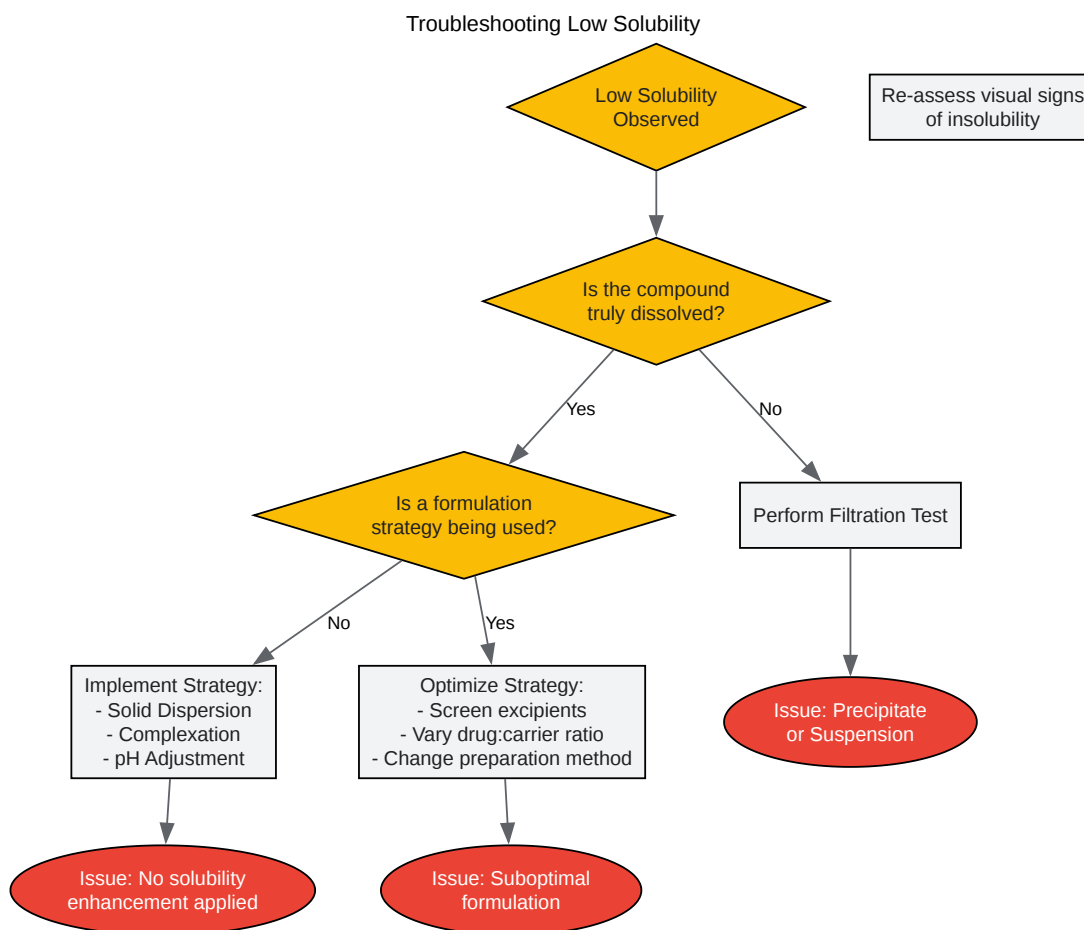 Troubleshooting Low Solubility
Low Solubility
Observed
Re-assess visual signs
of insolubility
Is the compound
truly dissolved?
Yes
No
Is a formulation
strategy being used?
Perform Filtration Test
No
Yes
Implement Strategy:
- Solid Dispersion
- Complexation
- pH Adjustment
Optimize Strategy:
- Screen excipients
- Vary drug:carrier ratio
- Change preparation method
Issue: Precipitate
or Suspension
Issue: No solubility
enhancement applied
Issue: Suboptimal
formulation